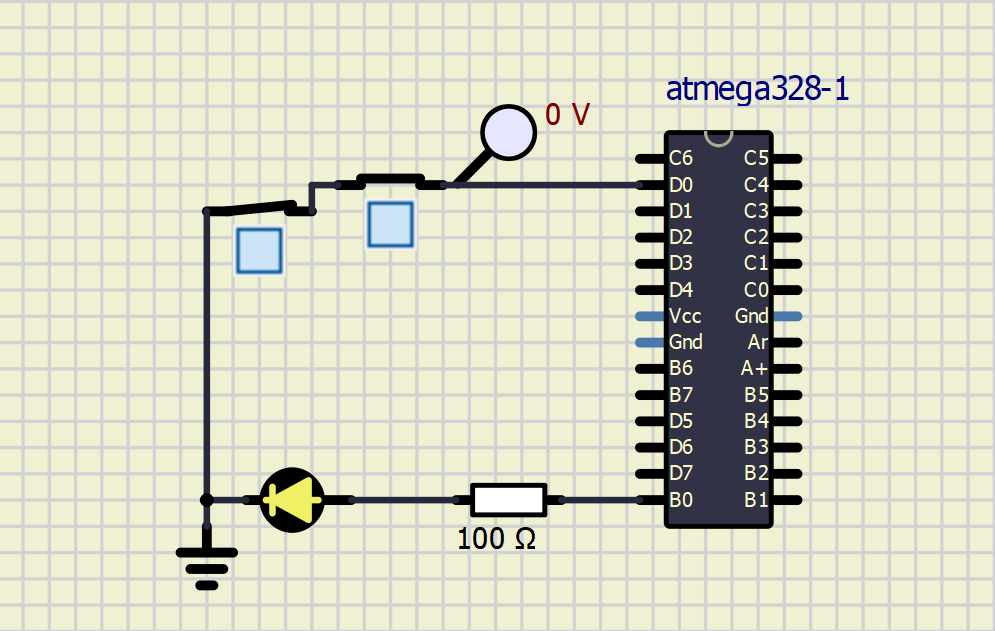 atmega328-1
0 V
C6 C5
D0 C4
D1 C3
D2 C2
D3 C1
D4 C0
Vcc Gnd
Gnd Ar
B6 A+
B7 B5
D5 B4
D6 B3
D7 B2
B0 B1
100 Ω